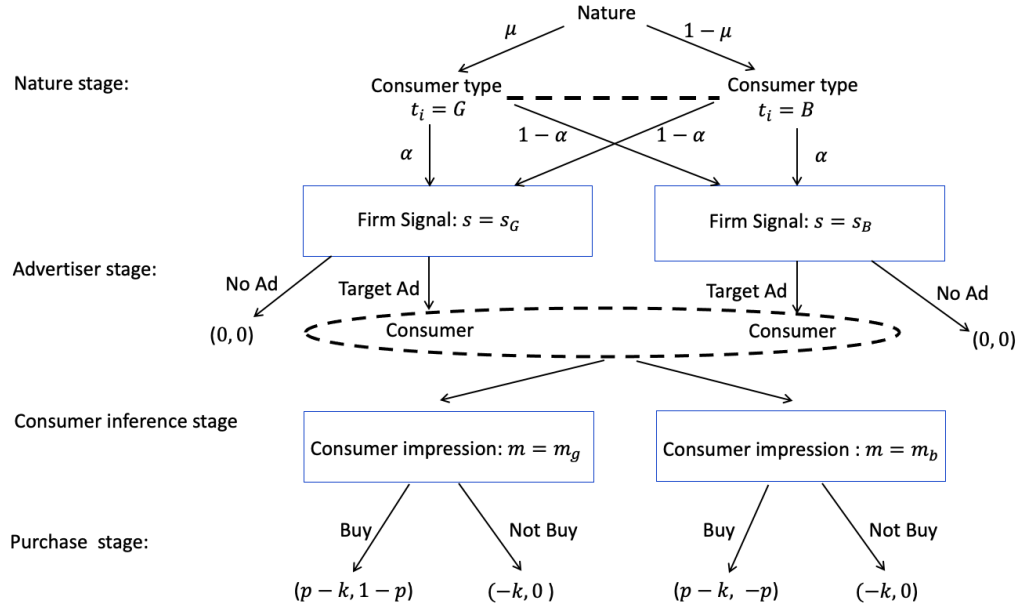 Nature
μ
1 − μ
Nature stage:
Consumer type
t_i = G
Consumer type
t_i = B
1 − α
1 − α
α
α
Firm Signal: s = s_G
Firm Signal: s = s_B
Advertiser stage:
No Ad
Target Ad
Target Ad
No Ad
(0, 0)
Consumer
Consumer
(0, 0)
Consumer inference stage
Consumer impression: m = m_g
Consumer impression : m = m_b
Purchase stage:
Buy
Not Buy
Buy
Not Buy
(p − k, 1 − p)
(−k, 0 )
(p − k, −p)
(−k, 0)